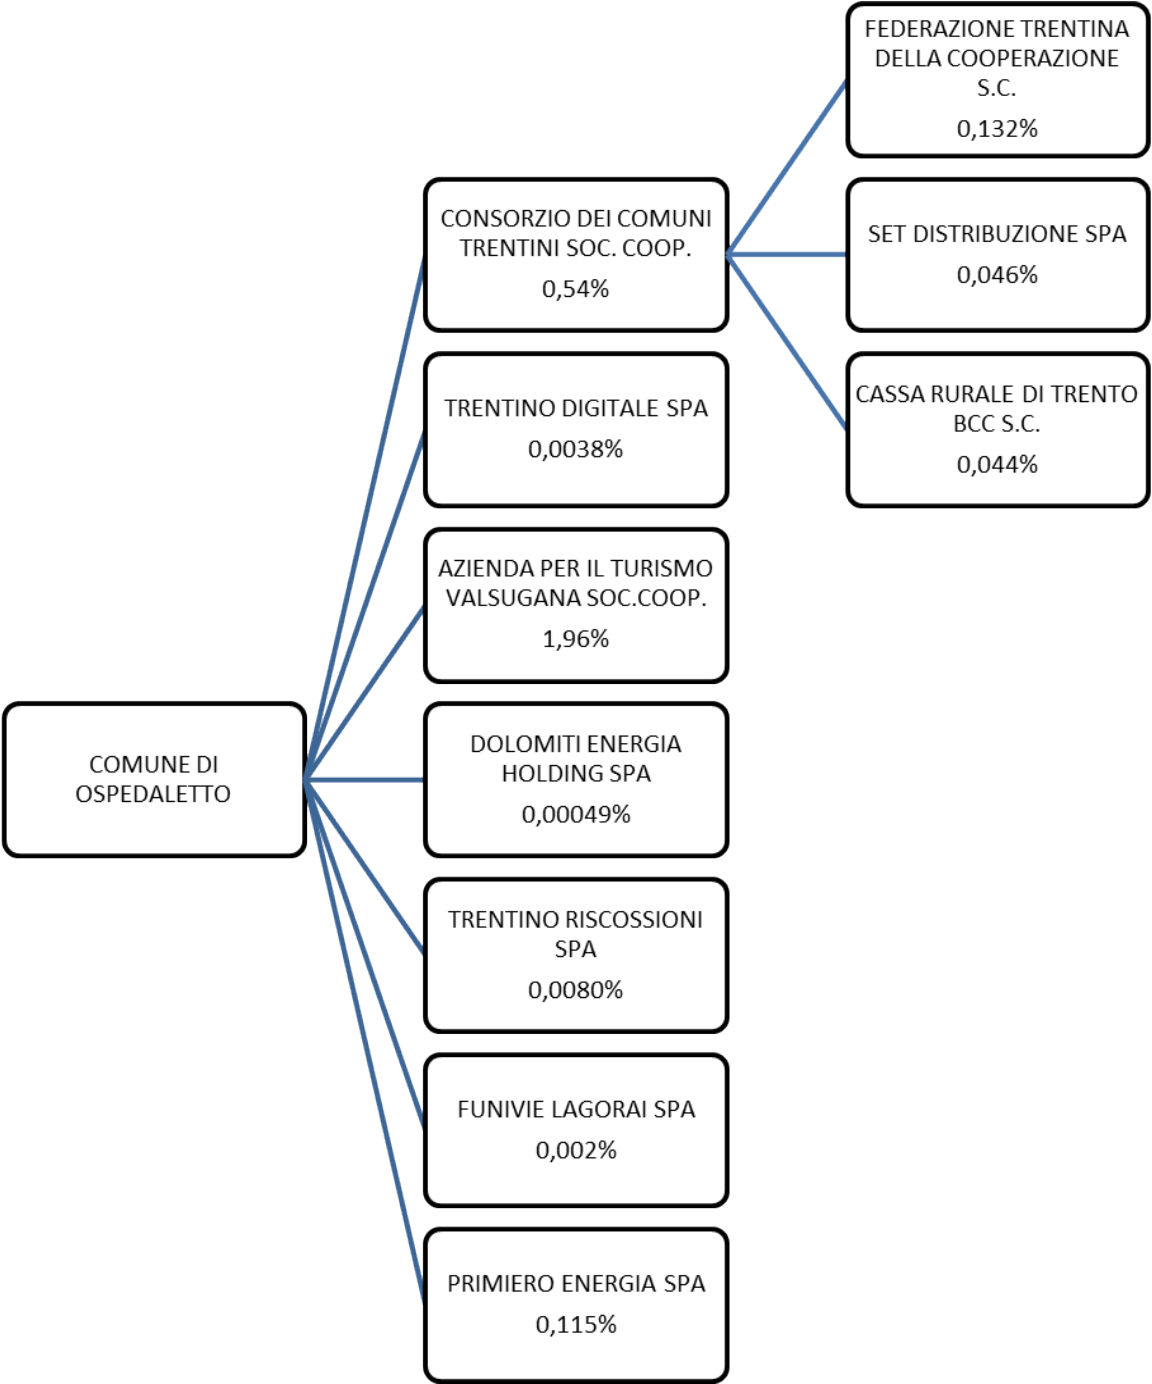 FEDERAZIONE TRENTINA
DELLA COOPERAZIONE
S.C.
0,132%
CONSORZIO DEI COMUNI
TRENTINI SOC. COOP.
0,54%
SET DISTRIBUZIONE SPA
0,046%
TRENTINO DIGITALE SPA
0,0038%
CASSA RURALE DI TRENTO
BCC S.C.
0,044%
AZIENDA PER IL TURISMO
VALSUGANA SOC.COOP.
1,96%
COMUNE DI
OSPEDALETTO
DOLOMITI ENERGIA
HOLDING SPA
0,00049%
TRENTINO RISCOSSIONI
SPA
0,0080%
FUNIVIE LAGORAI SPA
0,002%
PRIMIERO ENERGIA SPA
0,115%